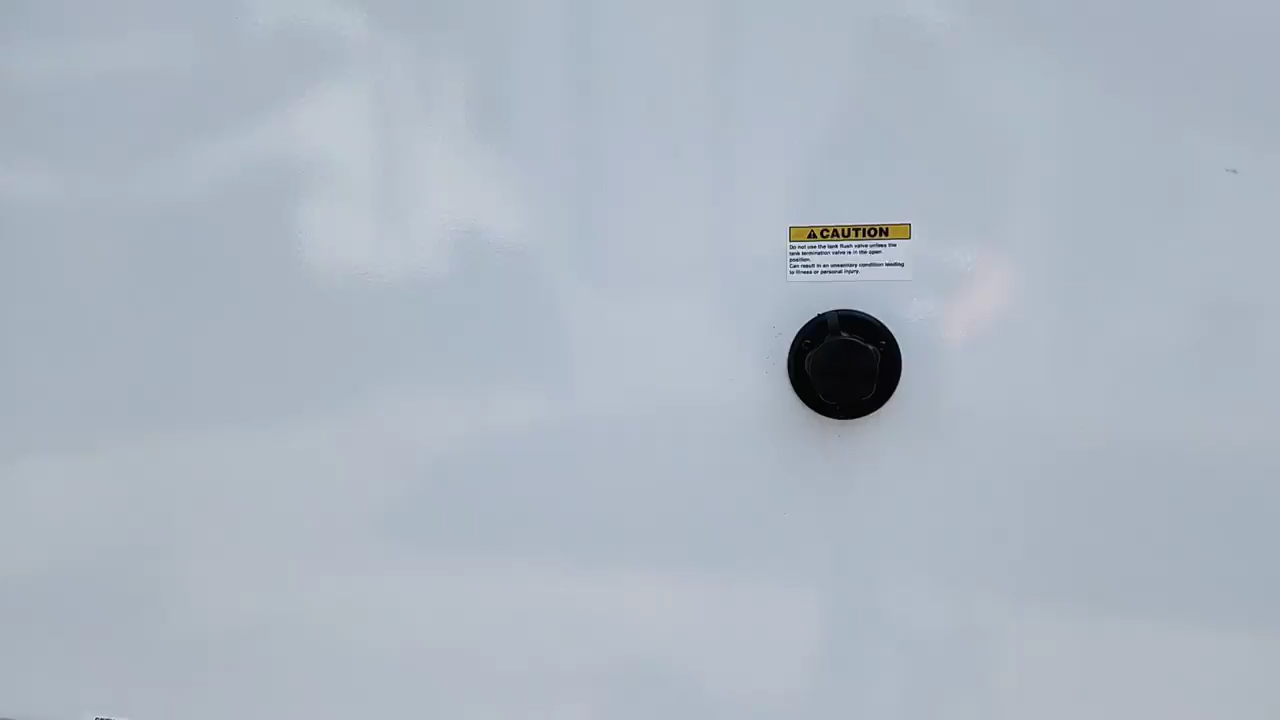 CAUTION
Do not use the tank flush valve unless the
tank termination valve is in the open
position.
Can result in an unsanitary condition leading
to illness or personal injury.